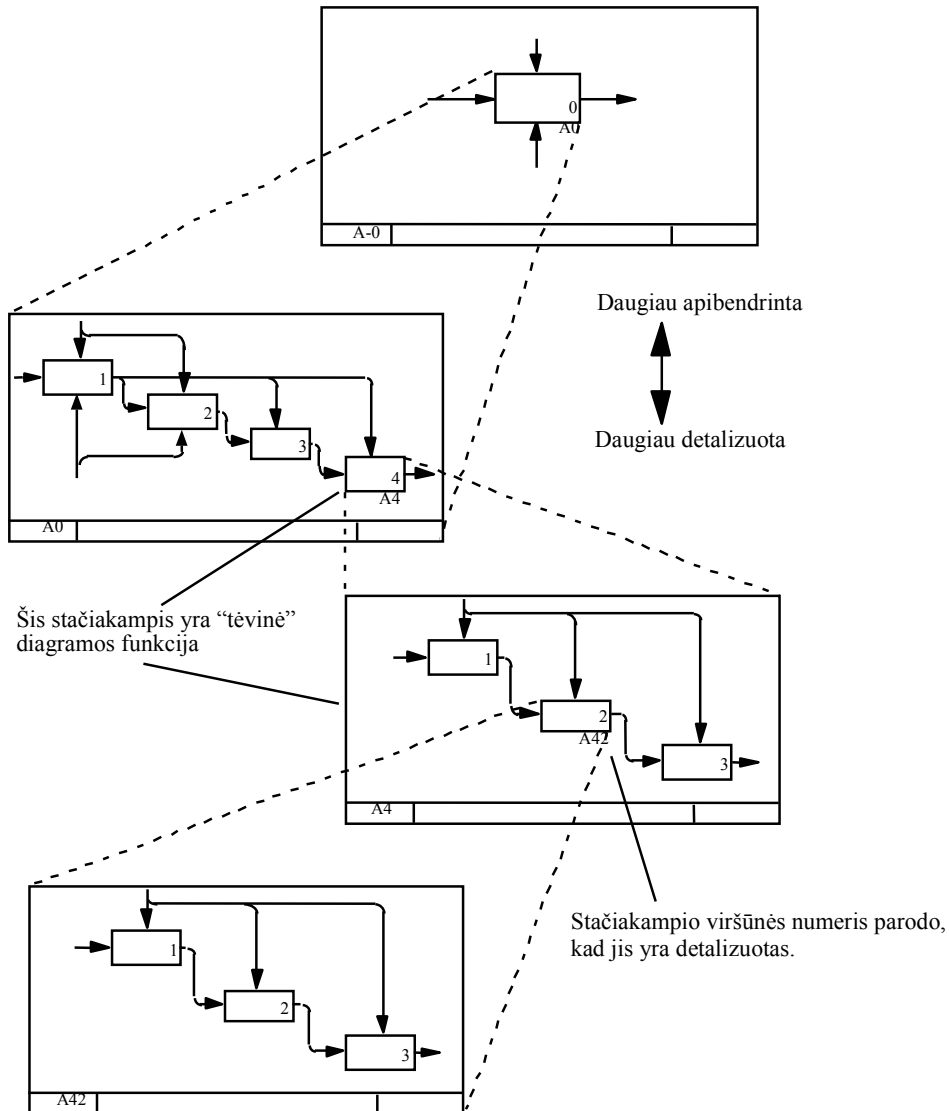 0
A0
A-0
Daugiau apibendrinta
Daugiau detalizuota
1
2
3
4
A4
A0
Šis stačiakampis yra “tėvinė”
diagramos funkcija
1
2
A42
3
A4
Stačiakampio viršūnės numeris parodo,
kad jis yra detalizuotas.
1
2
3
A42